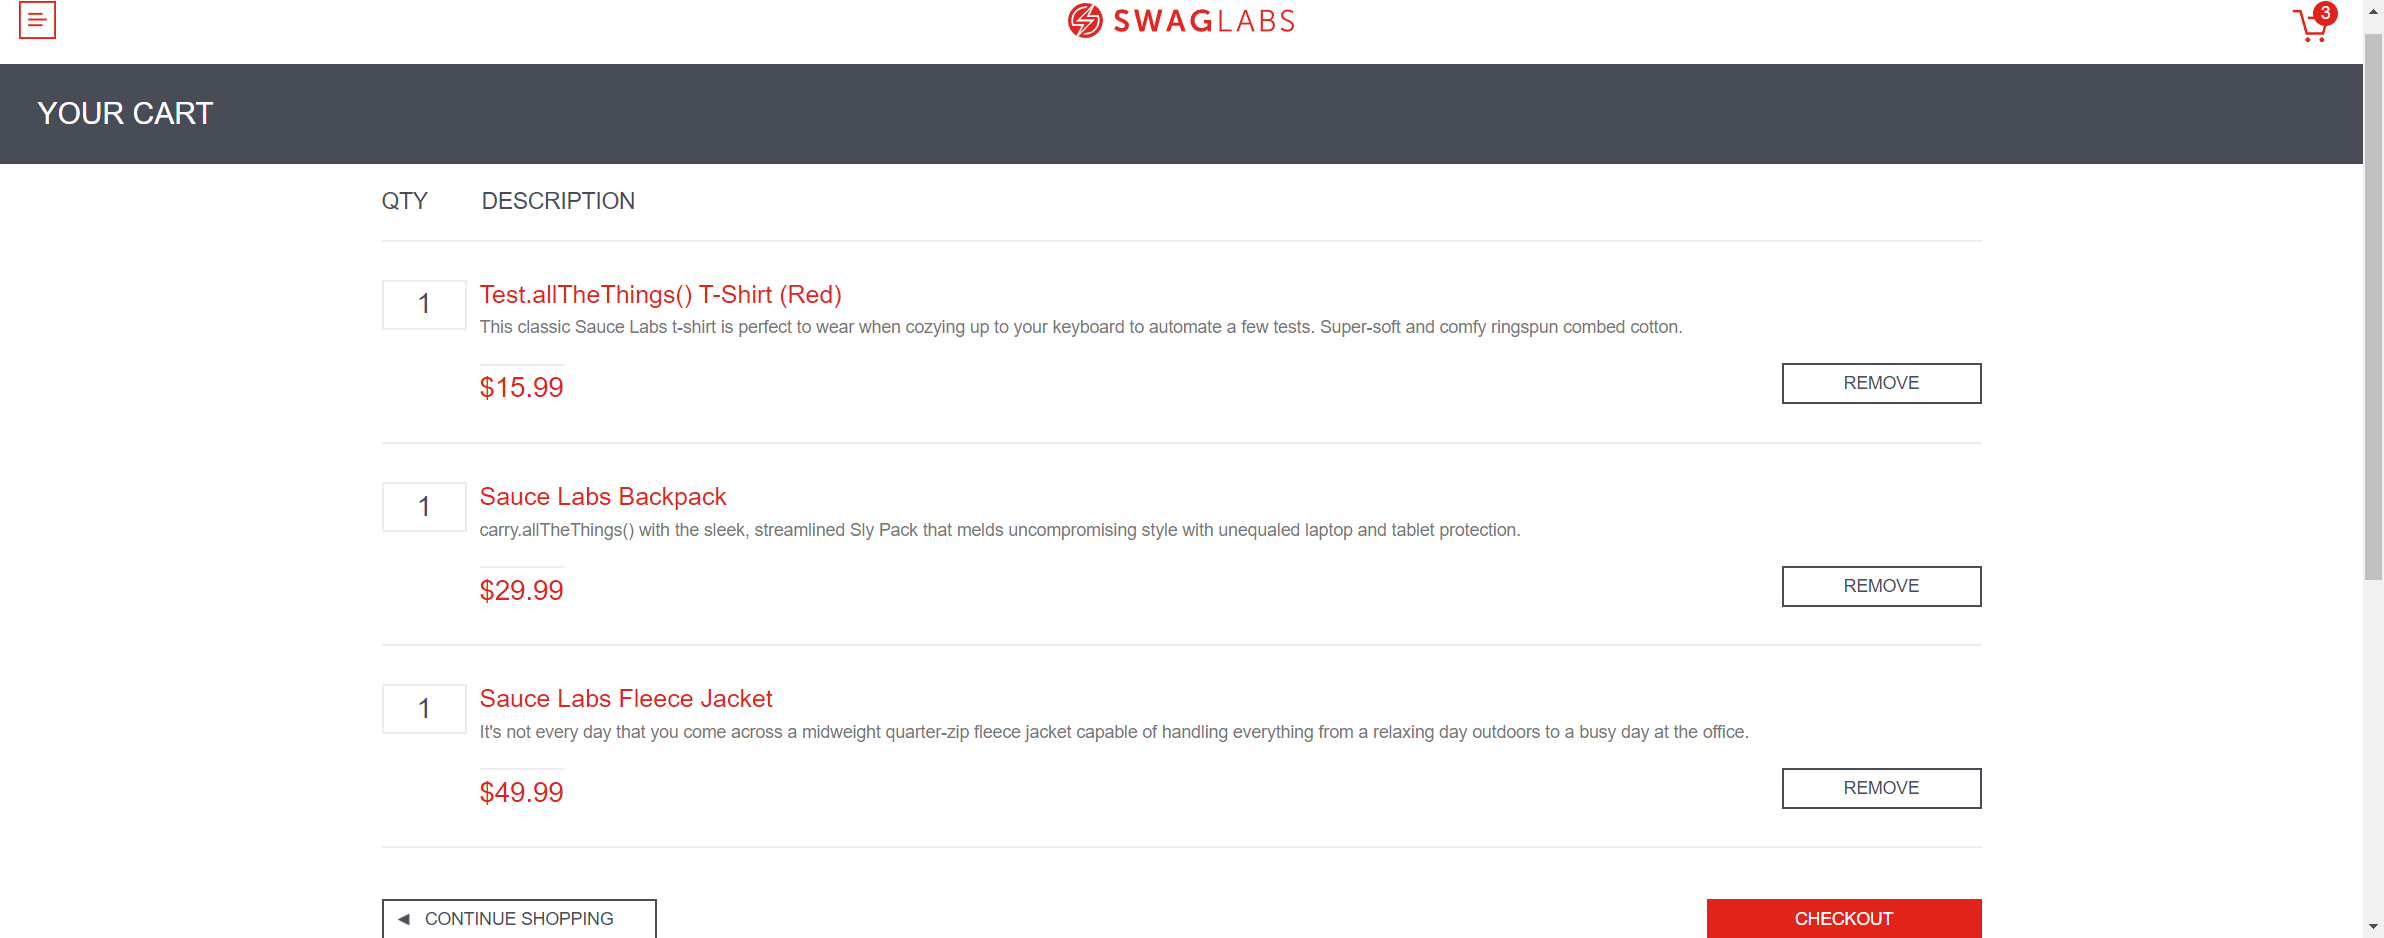 SWAGLABS
3
YOUR CART
QTY DESCRIPTION
1 Test.allTheThings() T-Shirt (Red)
This classic Sauce Labs t-shirt is perfect to wear when cozying up to your keyboard to automate a few tests. Super-soft and comfy ringspun combed cotton.
$15.99 REMOVE
1 Sauce Labs Backpack
carry.allTheThings() with the sleek, streamlined Sly Pack that melds uncompromising style with unequaled laptop and tablet protection.
$29.99 REMOVE
1 Sauce Labs Fleece Jacket
It's not every day that you come across a midweight quarter-zip fleece jacket capable of handling everything from a relaxing day outdoors to a busy day at the office.
$49.99 REMOVE
CONTINUE SHOPPING CHECKOUT